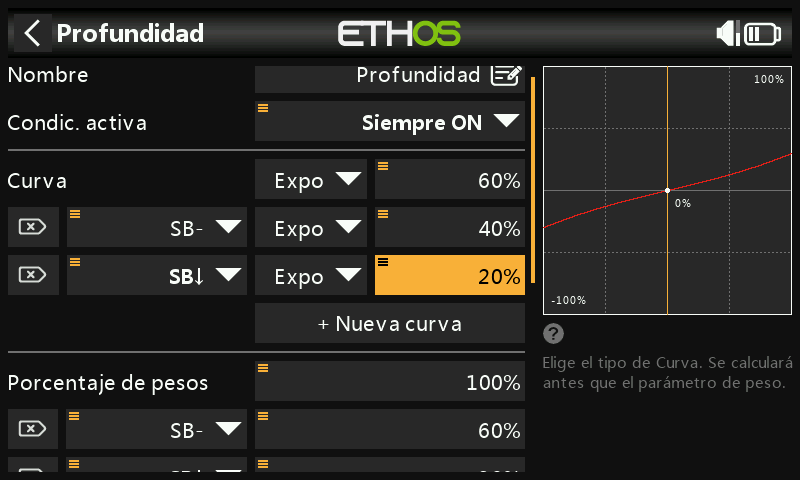 Profundidad
ETHOS
Nombre
Profundidad
Condic. activa
Siempre ON
Curva
Expo
60%
SB-
Expo
40%
SB↓
Expo
20%
+ Nueva curva
Porcentaje de pesos
100%
SB-
60%
100%
0%
-100%
?
Elige el tipo de Curva. Se calculará
antes que el parámetro de peso.